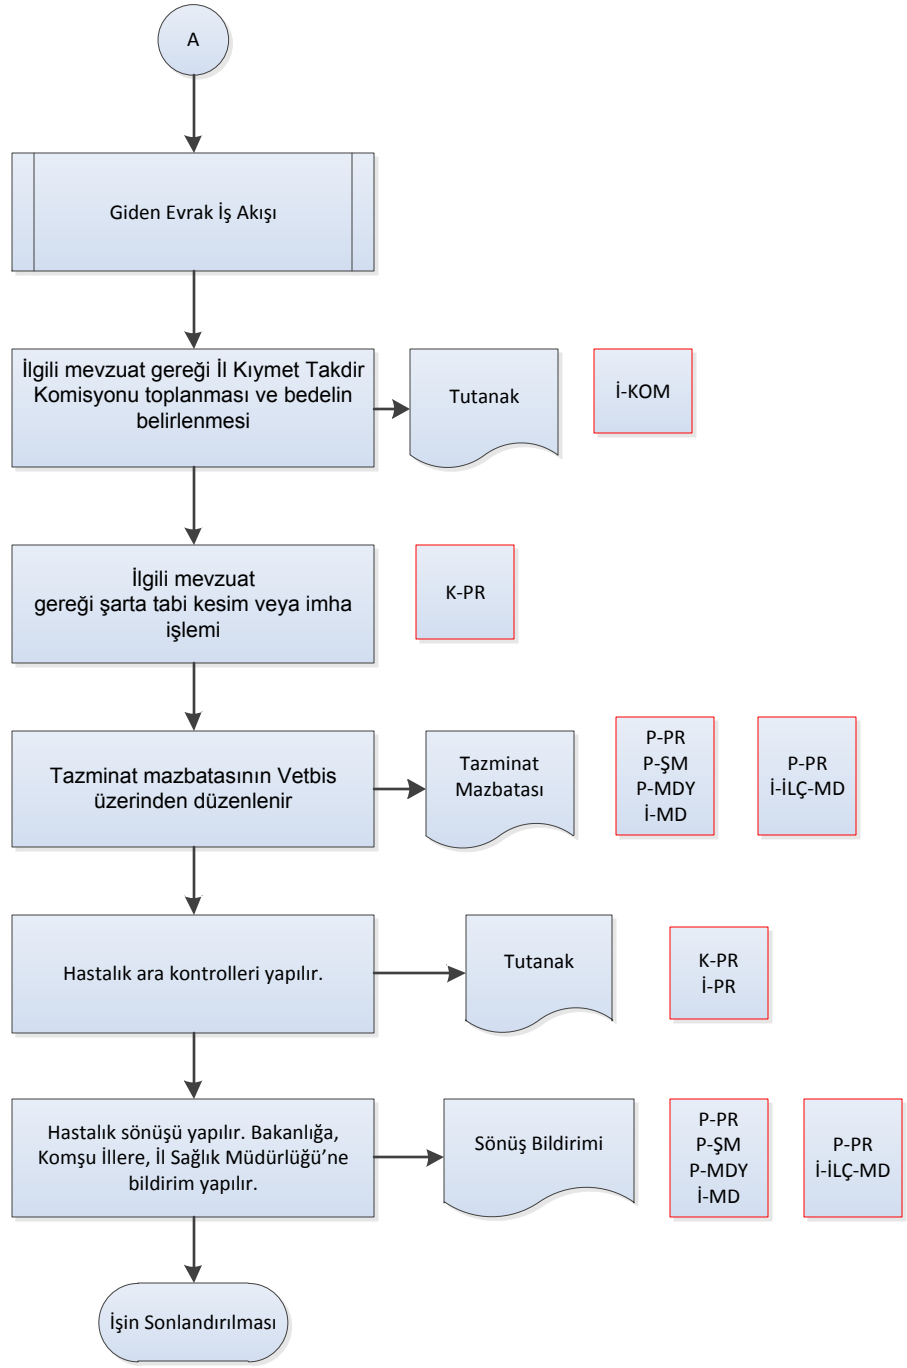 A
Giden Evrak İş Akışı
İlgili mevzuat gereği İl Kıymet Takdir
Komisyonu toplanması ve bedelin
belirlenmesi
Tutanak
İ-KOM
İlgili mevzuat
gereği şarta tabi kesim veya imha
işlemi
K-PR
Tazminat mazbatasının Vetbis
üzerinden düzenlenir
Tazminat
Mazbatası
P-PR
P-ŞM
P-MDY
İ-MD
P-PR
İ-İLÇ-MD
Hastalık ara kontrolleri yapılır.
Tutanak
K-PR
İ-PR
Hastalık sönüşü yapılır. Bakanlığa,
Komşu İllere, İl Sağlık Müdürlüğü’ne
bildirim yapılır.
Sönüş Bildirimi
P-PR
P-ŞM
P-MDY
İ-MD
P-PR
İ-İLÇ-MD
İşin Sonlandırılması